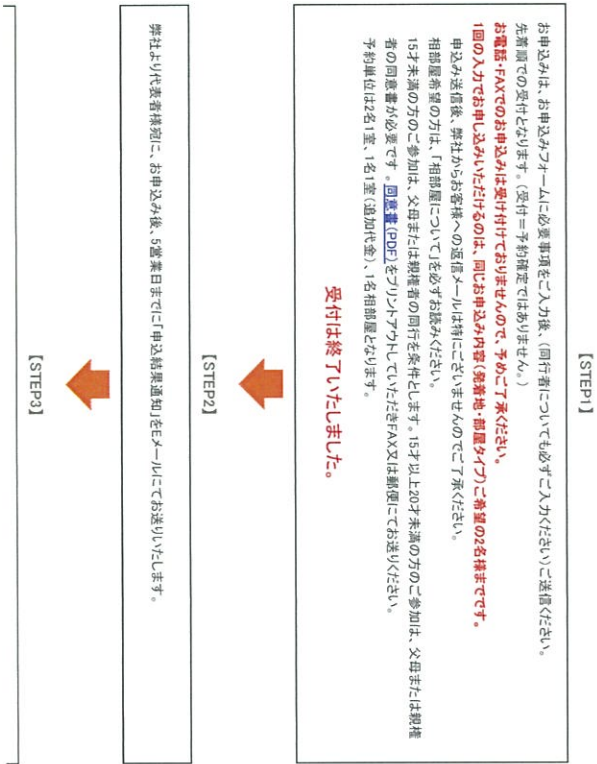 【STEP1】
お申込みは、お申込みフォームに必要事項をご入力後、(同行者についても必ずご入力ください)ご送信ください。
先着順での受付となります。(受付=予約確定ではありません。)
お電話・FAXでのお申込みは受け付けておりませんので、予めご了承ください。
1回の入力でお申し込みいただけるのは、同じお申込み内容(発着地・部屋タイプ)ご希望の2名様までです。
申込み送信後、弊社からお客様への返信メールは特にございませんのでご了承ください。
相部屋希望の方は、「相部屋について」を必ずお読みください。
15才未満の方のご参加は、父母または親権者の同行を条件とします。15才以上20才未満の方のご参加は、父母または親権
者の同意書が必要です。同意書(PDF)をプリントアウトしていただきFAX又は郵便にてお送りください。
予約単位は2名1室、1名1室(追加代金)、1名相部屋となります。
受付は終了いたしました。
【STEP2】
弊社より代表者様宛に、お申込み後、5営業日までに「申込結果通知」をEメールにてお送りいたします。
【STEP3】